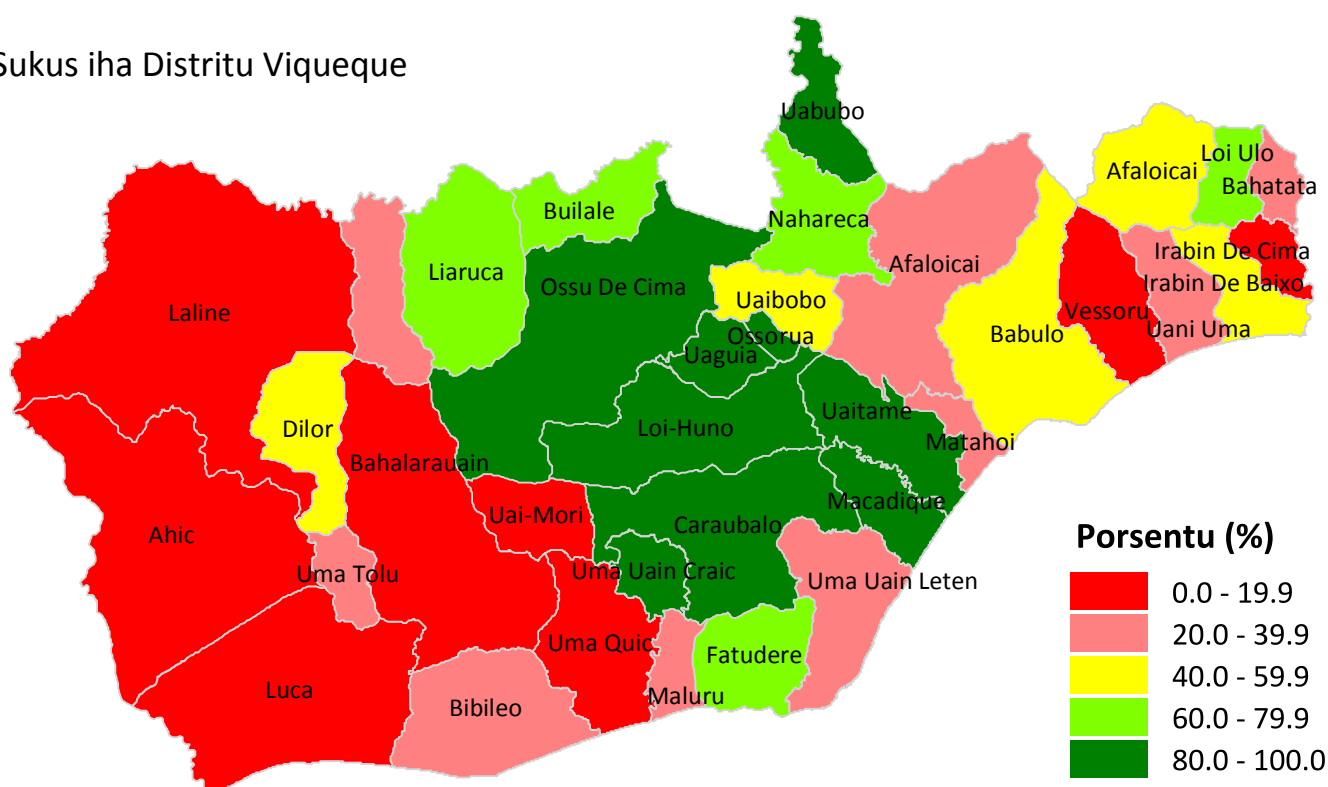 Sukus iha Distritu Viqueque
Uabubo
Loi Ulo
Afaloicai
Bahatata
Builale
Nahareca
Irabin De Cima
Liaruca
Afaloicai
Ossu De Cima
Irabin De Baixo
Uaibobo
Laline
Vessoru
Uani Uma
Babulo
Ossorua
Uaguia
Uaitame
Dilor
Loi-Huno
Matahoi
Bahalarauain
Macadique
Uai-Mori
Caraubalo
Ahic
Uma Tolu
Uma Uain Craic
Uma Uain Leten
Uma Quic
Fatudere
Luca
Maluru
Bibileo
Porsentu (%)
0.0 - 19.9
20.0 - 39.9
40.0 - 59.9
60.0 - 79.9
80.0 - 100.0